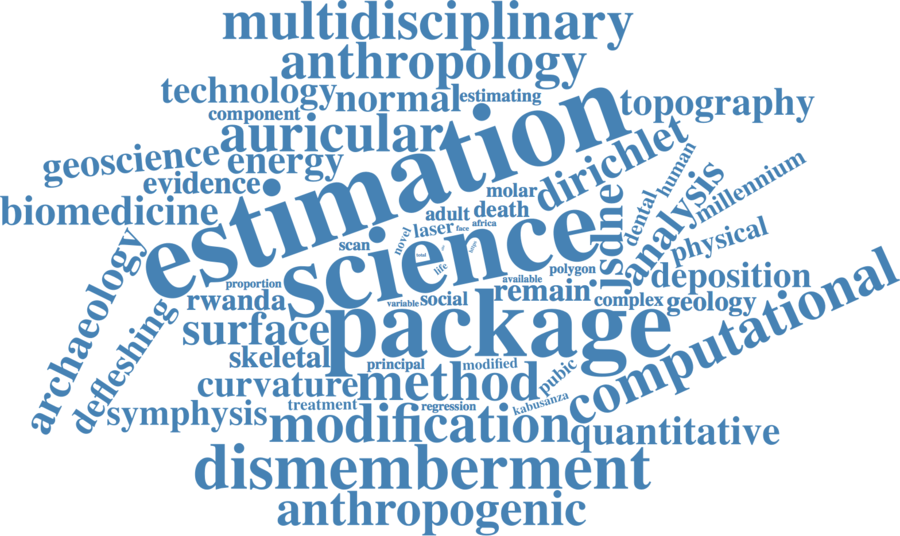 multidisciplinary
anthropology
technology
normal
estimating
topography
component
auricular
estimation
dirichlet
geoscience
energy
human
evidence
molar
dental
analysis
millennium
biomedicine
adult
death
jsdne
africa
novel
laser
face
science
physical
scan
life
archaeology
polygon
deposition
proportion
available
rwanda
variable
social
remain
complex
geology
package
computational
surface
defleshing
skeletal
principal
modified
pubic
curvature
method
symphysis
treatment
regression
kabusanza
modification
quantitative
dismemberment
anthropogenic